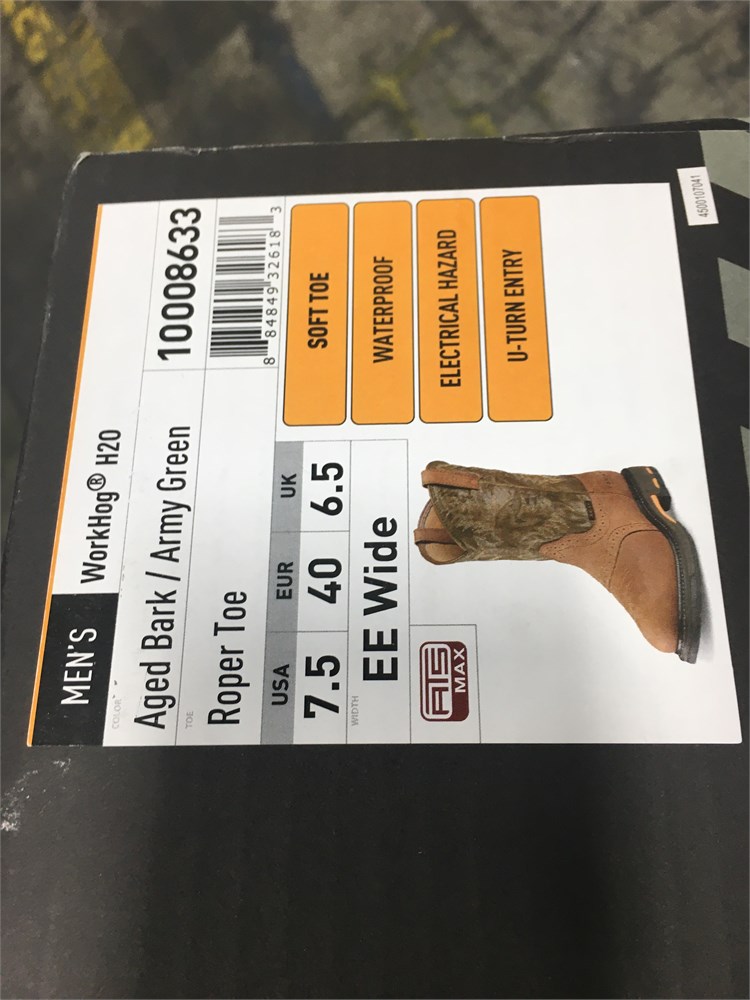 MEN'S WorkHog® H2O
COLOR
Aged Bark / Army Green
10008633
TOE
Roper Toe
8 84849 32618 3
USA EUR UK
7.5 40 6.5
WIDTH
EE Wide
ATS
MAX
SOFT TOE
WATERPROOF
ELECTRICAL HAZARD
U-TURN ENTRY
4500107041